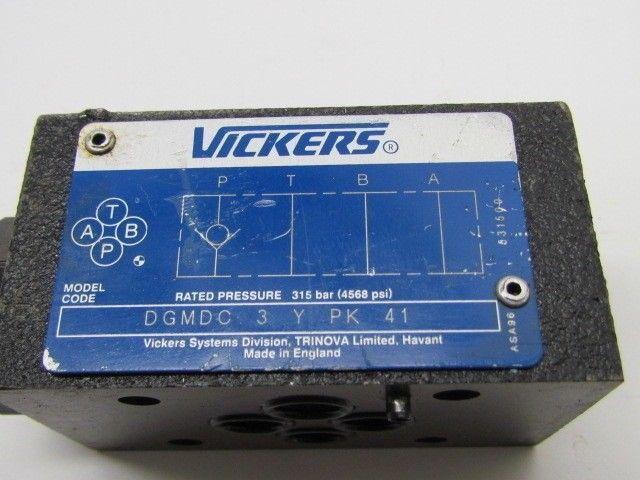 VICKERS®
P T B A
T
A B
P
831500
MODEL
CODE
RATED PRESSURE 315 bar (4568 psi)
DGMDC 3 Y PK 41
Vickers Systems Division, TRINOVA Limited, Havant
Made in England
ASA96